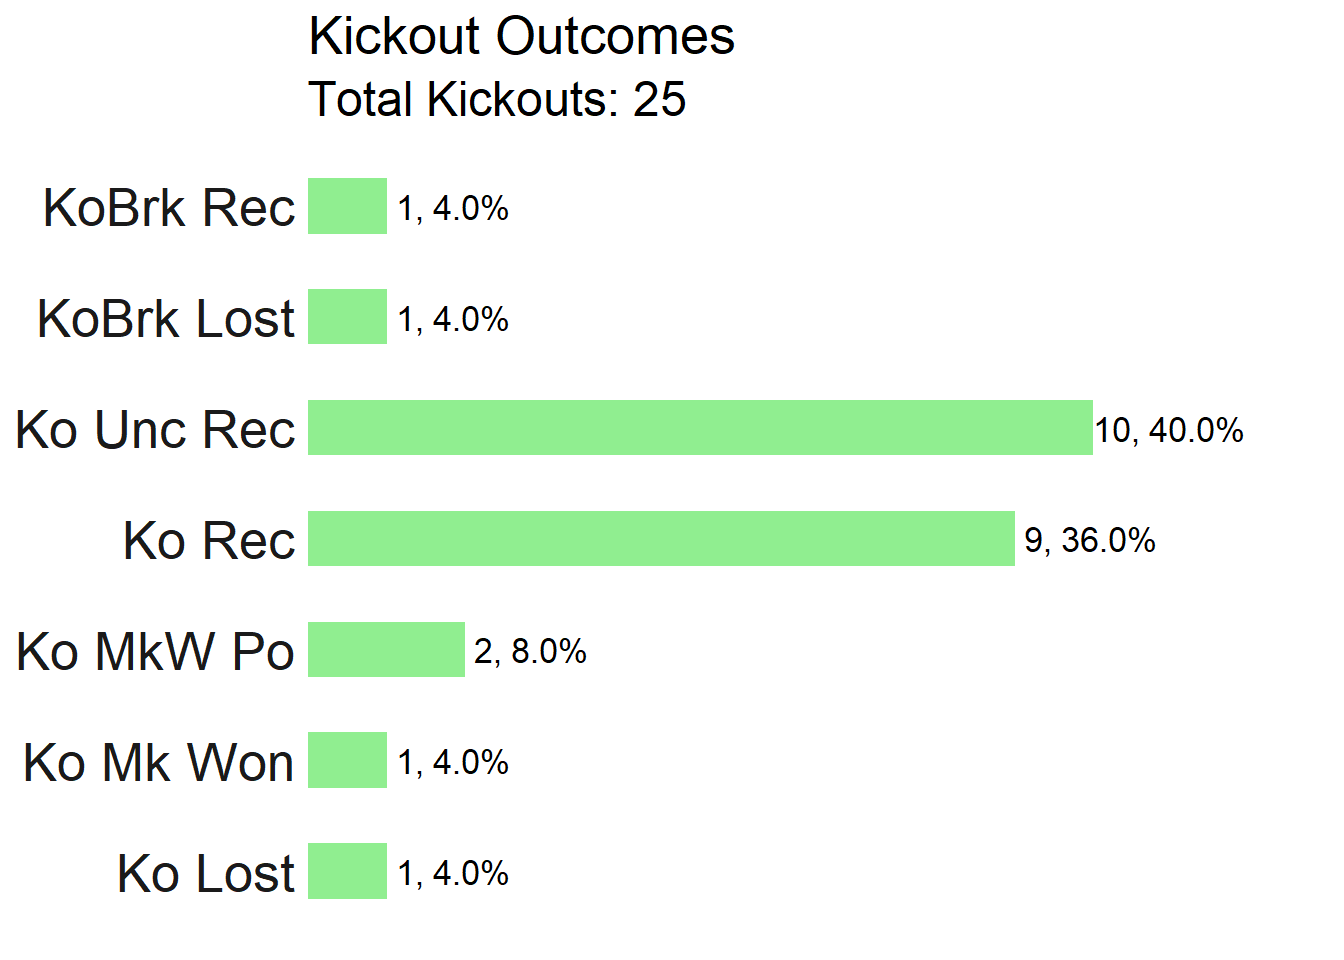 Kickout Outcomes
Total Kickouts: 25
KoBrk Rec 1, 4.0%
KoBrk Lost 1, 4.0%
Ko Unc Rec 10, 40.0%
Ko Rec 9, 36.0%
Ko MkW Po 2, 8.0%
Ko Mk Won 1, 4.0%
Ko Lost 1, 4.0%